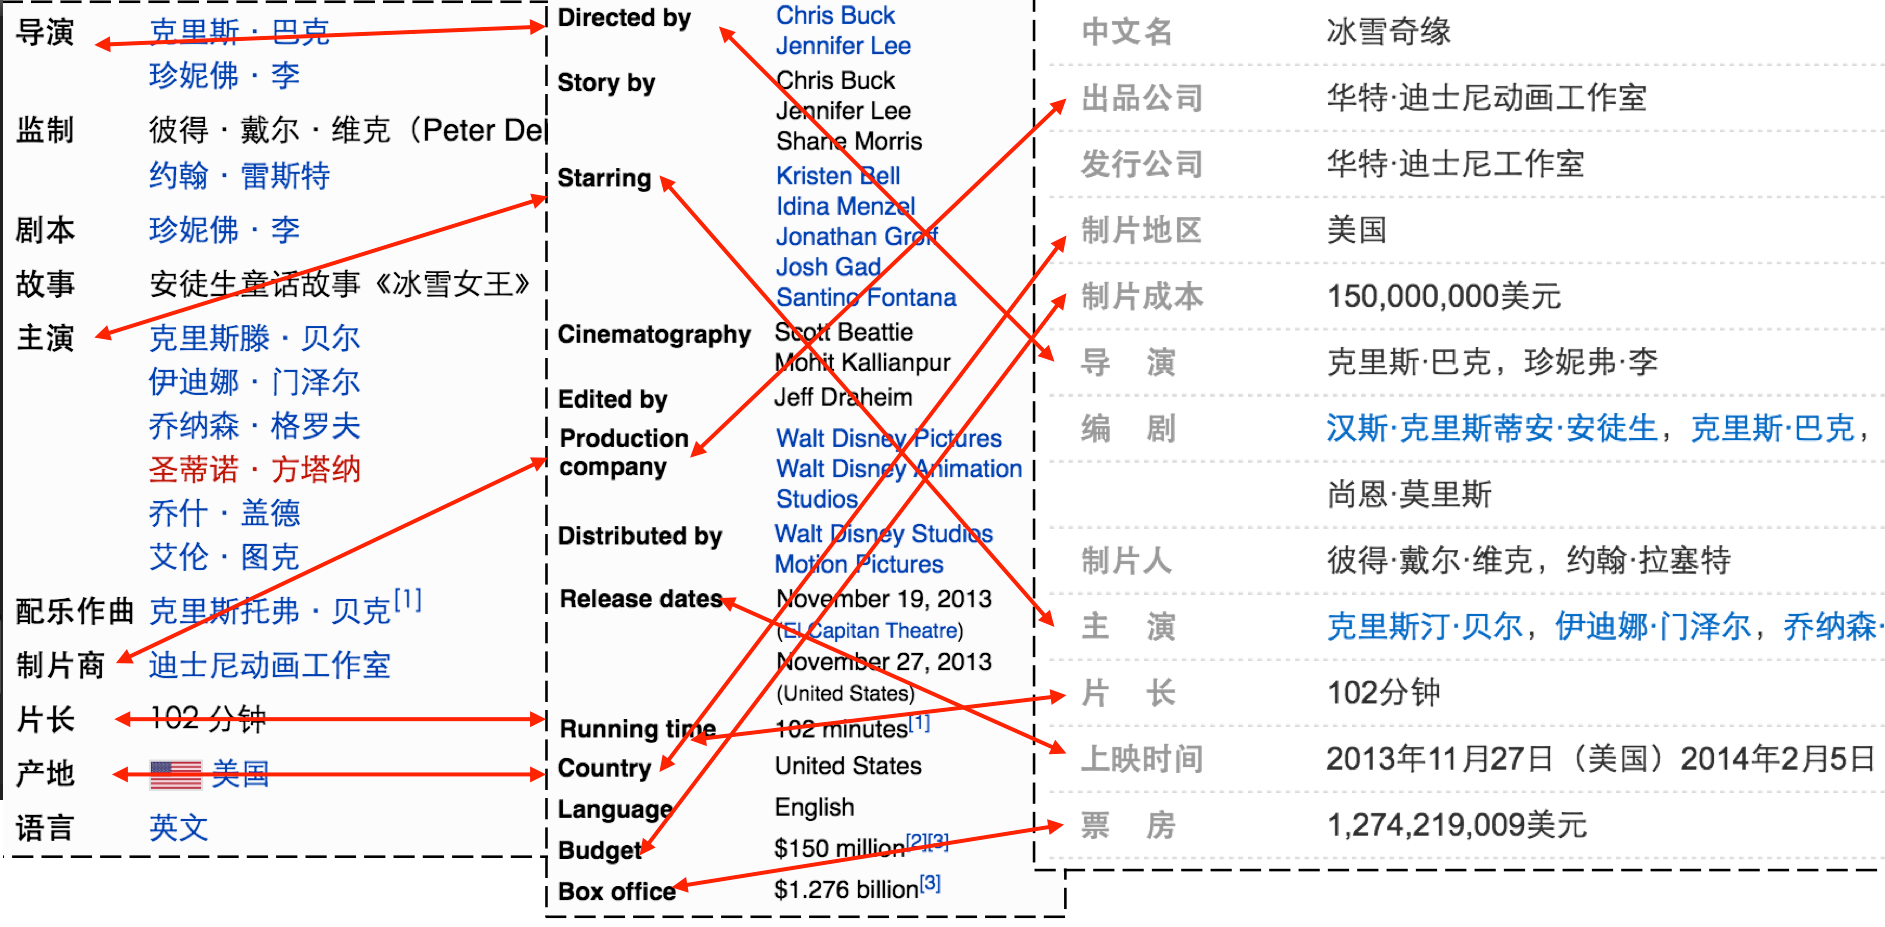 导演 克里斯 · 巴克
珍妮佛 · 李
监制 彼得 · 戴尔 · 维克（Peter Del
约翰 · 雷斯特
剧本 珍妮佛 · 李
故事 安徒生童话故事《冰雪女王》
主演 克里斯滕 · 贝尔
伊迪娜 · 门泽尔
乔纳森 · 格罗夫
圣蒂诺 · 方塔纳
乔什 · 盖德
艾伦 · 图克
配乐作曲 克里斯托弗 · 贝克[1]
制片商 迪士尼动画工作室
片长 102 分钟
产地 美国
语言 英文
Directed by Chris Buck
Jennifer Lee
Story by Chris Buck
Jennifer Lee
Shane Morris
Starring Kristen Bell
Idina Menzel
Jonathan Groff
Josh Gad
Santino Fontana
Cinematography Scott Beattie
Mohit Kallianpur
Edited by Jeff Draheim
Production Walt Disney Pictures
company Walt Disney Animation
Studios
Distributed by Walt Disney Studios
Motion Pictures
Release dates November 19, 2013
(El Capitan Theatre)
November 27, 2013
(United States)
Running time 102 minutes[1]
Country United States
Language English
Budget $150 million[2][3]
Box office $1.276 billion[3]
中文名 冰雪奇缘
出品公司 华特·迪士尼动画工作室
发行公司 华特·迪士尼工作室
制片地区 美国
制片成本 150,000,000美元
导 演 克里斯·巴克，珍妮弗·李
编 剧 汉斯·克里斯蒂安·安徒生，克里斯·巴克，
尚恩·莫里斯
制片人 彼得·戴尔·维克，约翰·拉塞特
主 演 克里斯汀·贝尔，伊迪娜·门泽尔，乔纳森·
片 长 102分钟
上映时间 2013年11月27日（美国）2014年2月5日
票 房 1,274,219,009美元